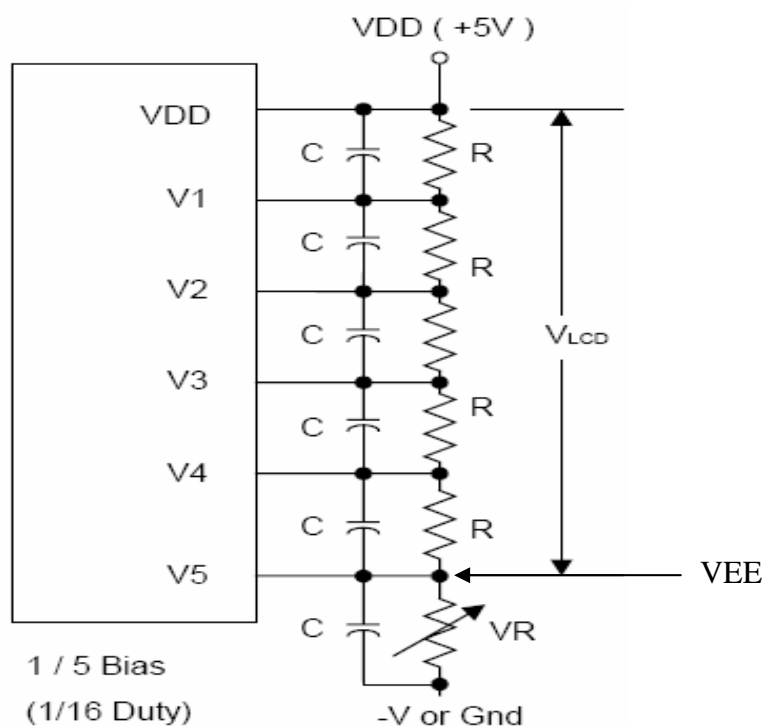 VDD ( +5V )
VDD
C
R
V1
C
R
V2
C
VLCD
V3
C
R
V4
C
R
V5
VEE
C
VR
1 / 5 Bias
(1/16 Duty)
-V or Gnd